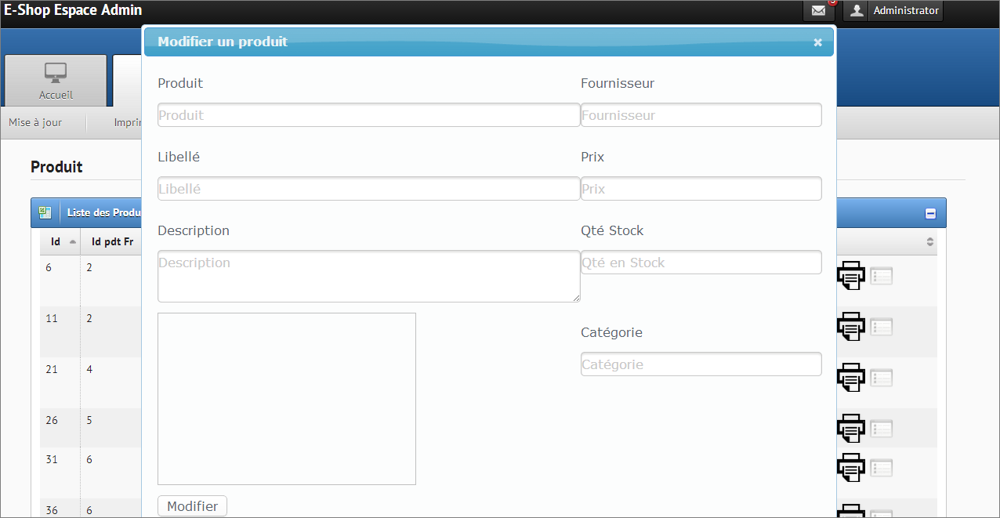 E-Shop Espace Admin
Administrator
Modifier un produit
Accueil
Mise à jour
Produit
Liste des Produ
Id
Id pdt Fr
6
2
11
2
21
4
26
5
31
6
36
6
Produit
Fournisseur
Produit
Fournisseur
Libellé
Prix
Libellé
Prix
Description
Qté Stock
Description
Qté en Stock
Catégorie
Catégorie
Modifier